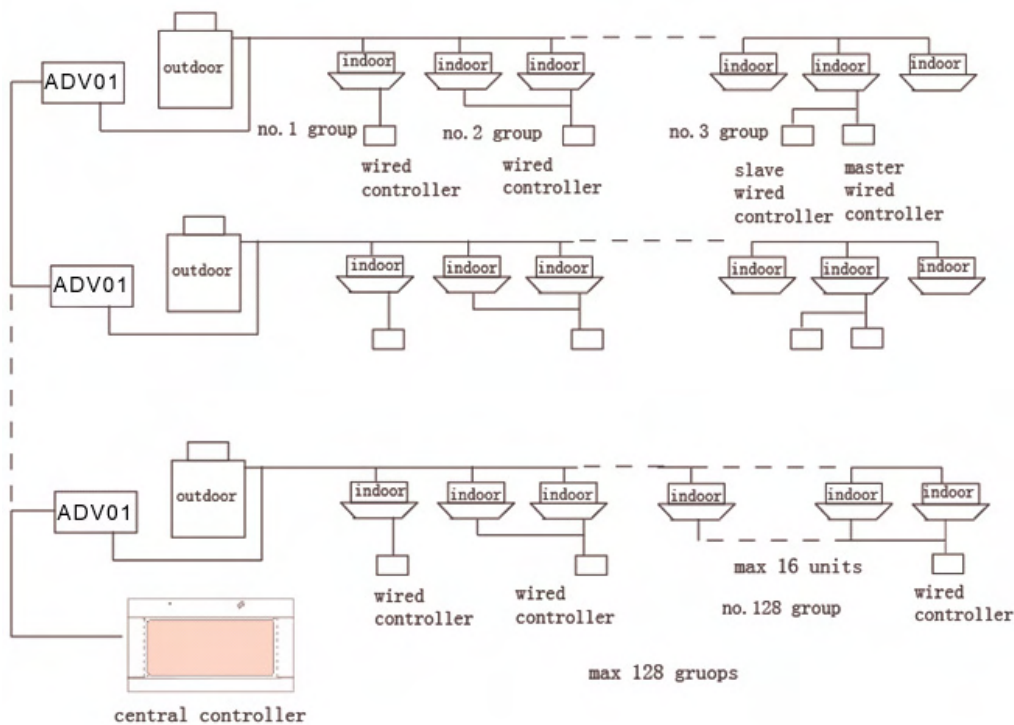 outdoor
indoor indoor indoor indoor indoor indoor
ADV01
no.1 group no.2 group no.3 group
wired
controller
wired
controller
slave
wired
controller
master
wired
controller
outdoor
indoor indoor indoor indoor indoor indoor
ADV01
outdoor
indoor indoor indoor indoor indoor indoor
ADV01
max 16 units
wired
controller
wired
controller
no.128 group
wired
controller
max 128 gruops
central controller